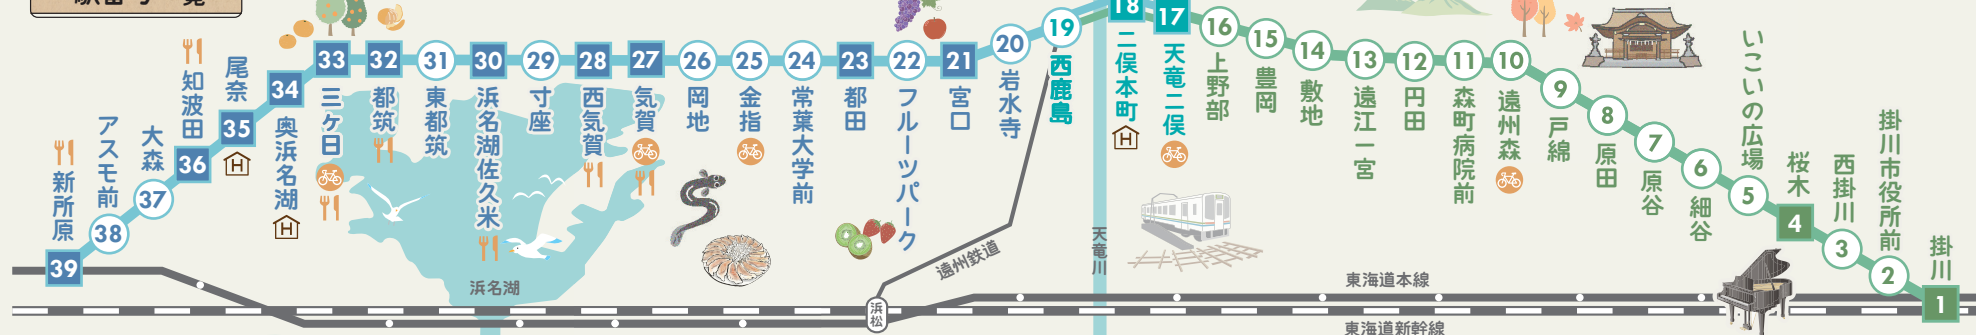 39 新所原
38 アスモ前
37 大森
36 知波田
35 尾奈
34 奥浜名湖
33 三ヶ日
32 都筑
31 東都筑
30 浜名湖佐久米
29 寸座
28 西気賀
27 気賀
26 岡地
25 金指
24 常葉大学前
23 都田
22 フルーツパーク
21 宮口
20 岩水寺
19 西鹿島
18 二俣本町
17 天竜二俣
16 上野部
15 豊岡
14 敷地
13 遠江一宮
12 円田
11 森町病院前
10 遠州森
9 戸綿
8 原田
7 原谷
6 細谷
5 いこいの広場
4 桜木
3 西掛川
2 掛川市役所前
1 掛川
H
H
H
浜名湖
浜松
遠州鉄道
天竜川
東海道本線
東海道新幹線